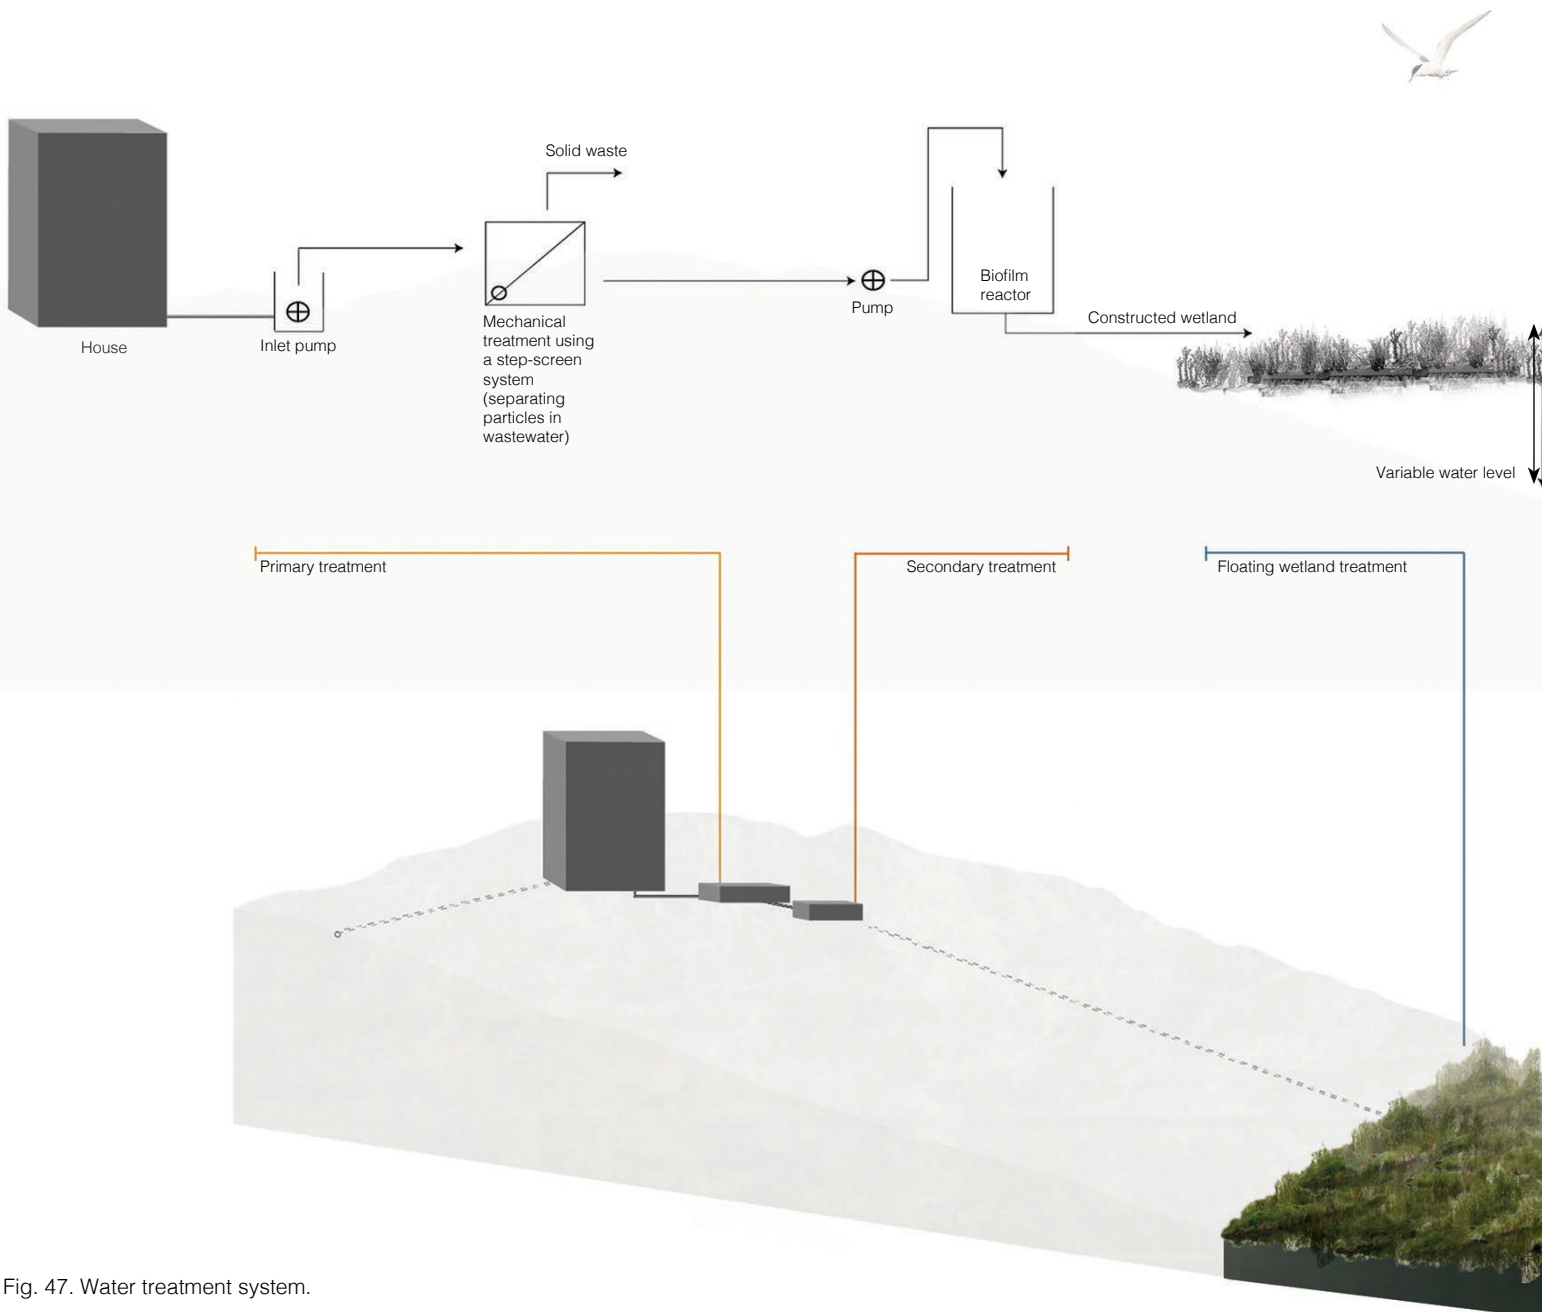 Solid waste
Biofilm
reactor
Pump
Constructed wetland
House
Inlet pump
Mechanical
treatment using
a step-screen
system
(separating
particles in
wastewater)
Variable water level
Primary treatment
Secondary treatment
Floating wetland treatment
Fig. 47. Water treatment system.